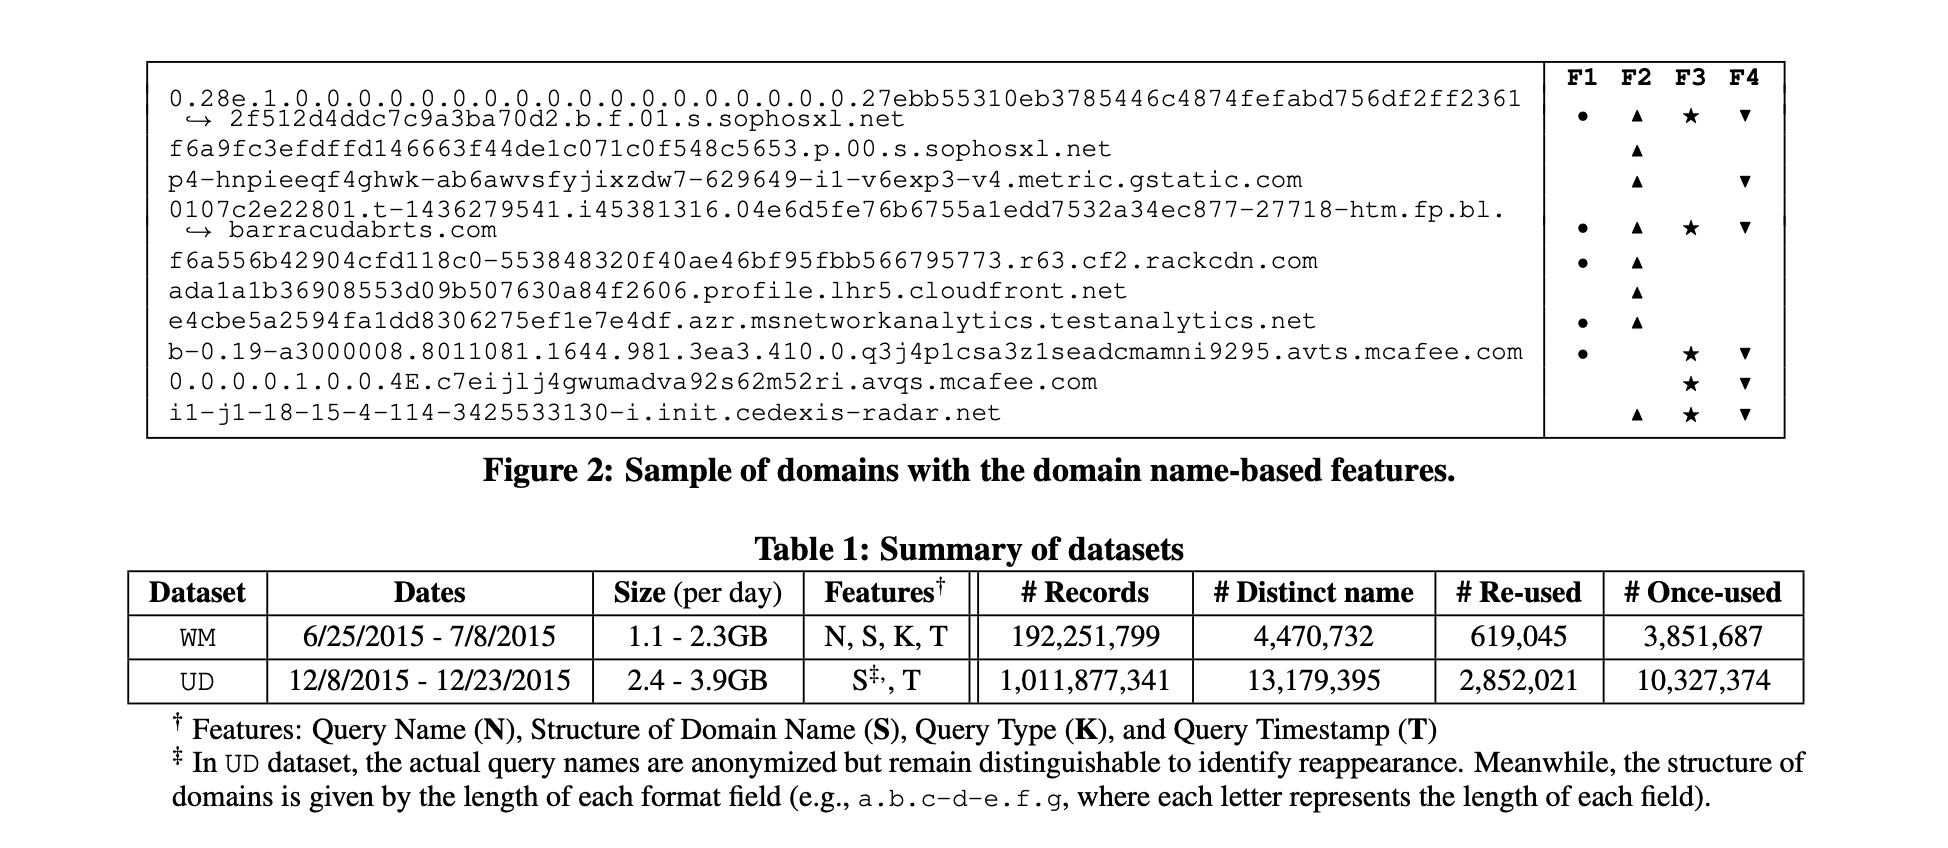 F1 F2 F3 F4
0.28e.1.0.0.0.0.0.0.0.0.0.0.0.0.0.0.0.0.0.0.27ebb55310eb3785446c4874fefabd756df2ff2361
↪ 2f512d4ddc7c9a3ba70d2.b.f.01.s.sophosxl.net ● ▲ ★ ▼
f6a9fc3efdffd146663f44de1c071c0f548c5653.p.00.s.sophosxl.net ▲
p4-hnpieeqf4ghwk-ab6awvsfyjixzdw7-629649-i1-v6exp3-v4.metric.gstatic.com ▲ ▼
0107c2e22801.t-1436279541.i45381316.04e6d5fe76b6755a1edd7532a34ec877-27718-htm.fp.bl.
↪ barracudabrts.com ● ▲ ★ ▼
f6a556b42904cfd118c0-553848320f40ae46bf95fbb566795773.r63.cf2.rackcdn.com ● ▲
ada1a1b36908553d09b507630a84f2606.profile.lhr5.cloudfront.net ▲
e4cbe5a2594fa1dd8306275ef1e7e4df.azr.msnetworkanalytics.testanalytics.net ● ▲
b-0.19-a3000008.8011081.1644.981.3ea3.410.0.q3j4p1csa3z1seadcmamni9295.avts.mcafee.com ● ★ ▼
0.0.0.0.1.0.0.4E.c7eijlj4gwumadva92s62m52ri.avqs.mcafee.com ★ ▼
i1-j1-18-15-4-114-3425533130-i.init.cedexis-radar.net ▲ ★ ▼
Figure 2: Sample of domains with the domain name-based features.
Table 1: Summary of datasets
Dataset Dates Size (per day) Features† # Records # Distinct name # Re-used # Once-used
WM 6/25/2015 - 7/8/2015 1.1 - 2.3GB N, S, K, T 192,251,799 4,470,732 619,045 3,851,687
UD 12/8/2015 - 12/23/2015 2.4 - 3.9GB S‡,, T 1,011,877,341 13,179,395 2,852,021 10,327,374
† Features: Query Name (N), Structure of Domain Name (S), Query Type (K), and Query Timestamp (T)
‡ In UD dataset, the actual query names are anonymized but remain distinguishable to identify reappearance. Meanwhile, the structure of
domains is given by the length of each format field (e.g., a.b.c-d-e.f.g, where each letter represents the length of each field).